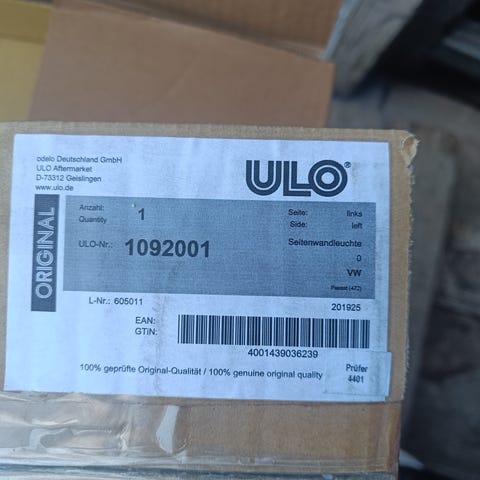 odelo Deutschland GmbH
ULO Aftermarket
D-73312 Geislingen
www.ulo.de
ULO®
ORIGINAL
Anzahl: 1
Quantity
Seite: links
Side: left
ULO-Nr.: 1092001
Seitenwandleuchte
0
VW
Passat (472)
L-Nr.: 605011
201925
EAN:
GTIN:
4001439036239
100% geprüfte Original-Qualität / 100% genuine original quality
Prüfer
4401